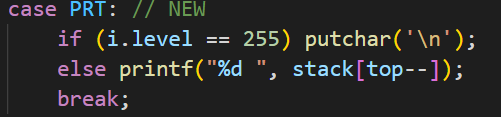 case PRT: // NEW
if (i.level == 255) putchar('\n');
else printf("%d ", stack[top--]);
break;